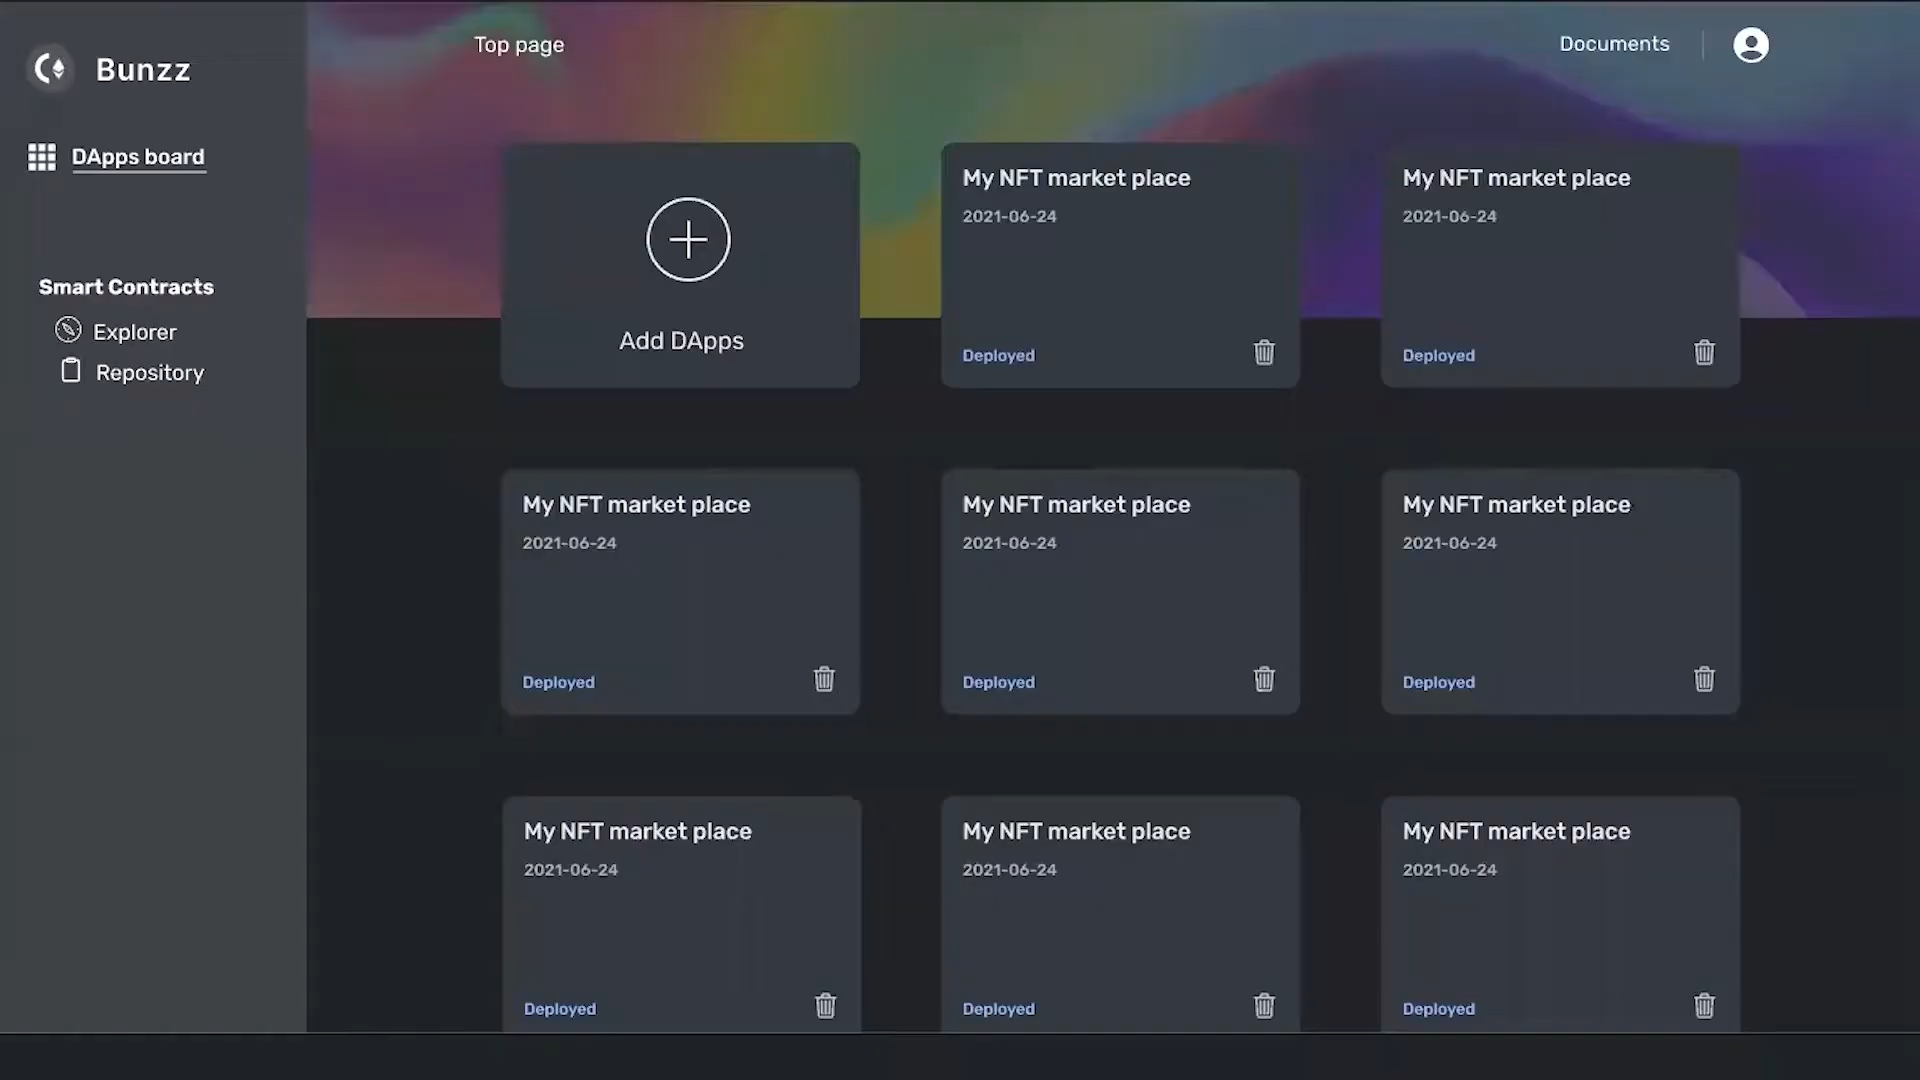 Bunzz
DApps board
Smart Contracts
Explorer
Repository
Top page
Documents
Add DApps
My NFT market place
2021-06-24
Deployed
My NFT market place
2021-06-24
Deployed
My NFT market place
2021-06-24
Deployed
My NFT market place
2021-06-24
Deployed
My NFT market place
2021-06-24
Deployed
My NFT market place
2021-06-24
Deployed
My NFT market place
2021-06-24
Deployed
My NFT market place
2021-06-24
Deployed